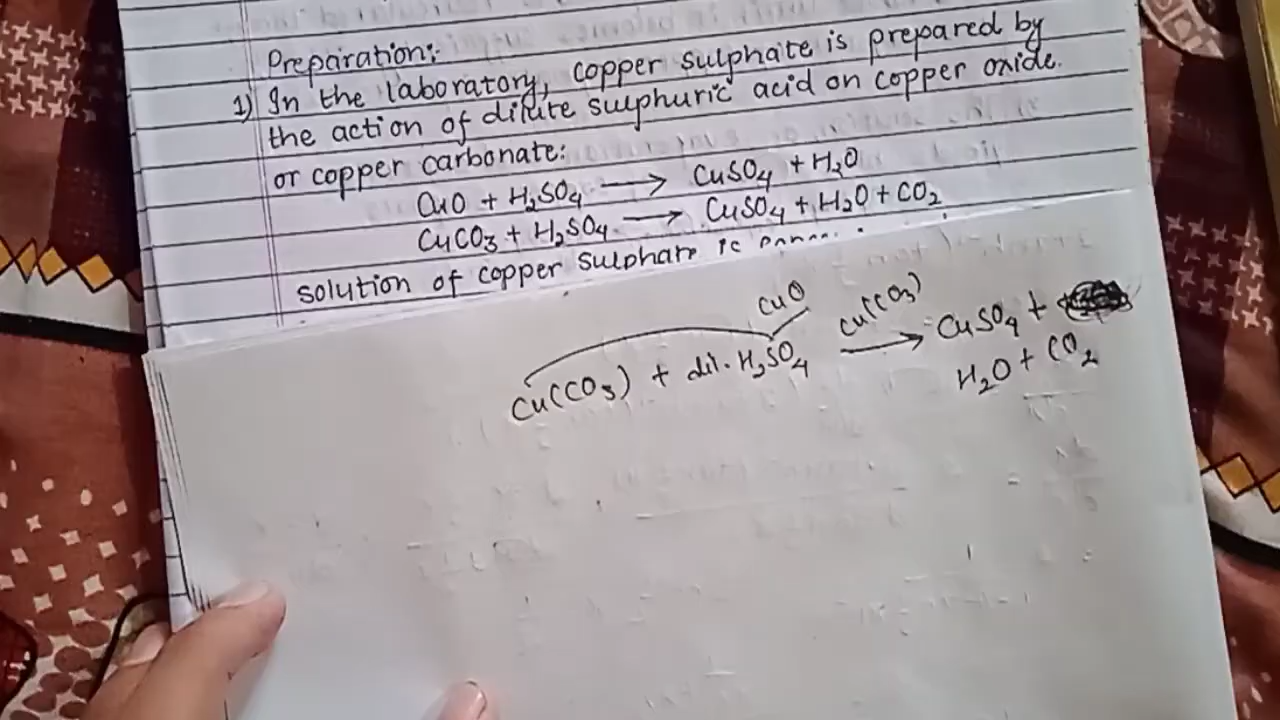 Preparation:-
1) In the laboratory, copper sulphate is prepared by
the action of dilute sulphuric acid on copper oxide.
or copper carbonate:
CuO + H₂SO₄ ⟶ CuSO₄ + H₂O
CuCO₃ + H₂SO₄ ⟶ CuSO₄ + H₂O + CO₂
solution of copper sulphate is
CuO
Cu(CO₃)
Cu(CO₃) + dil. H₂SO₄ ⟶ CuSO₄ +
H₂O + CO₂